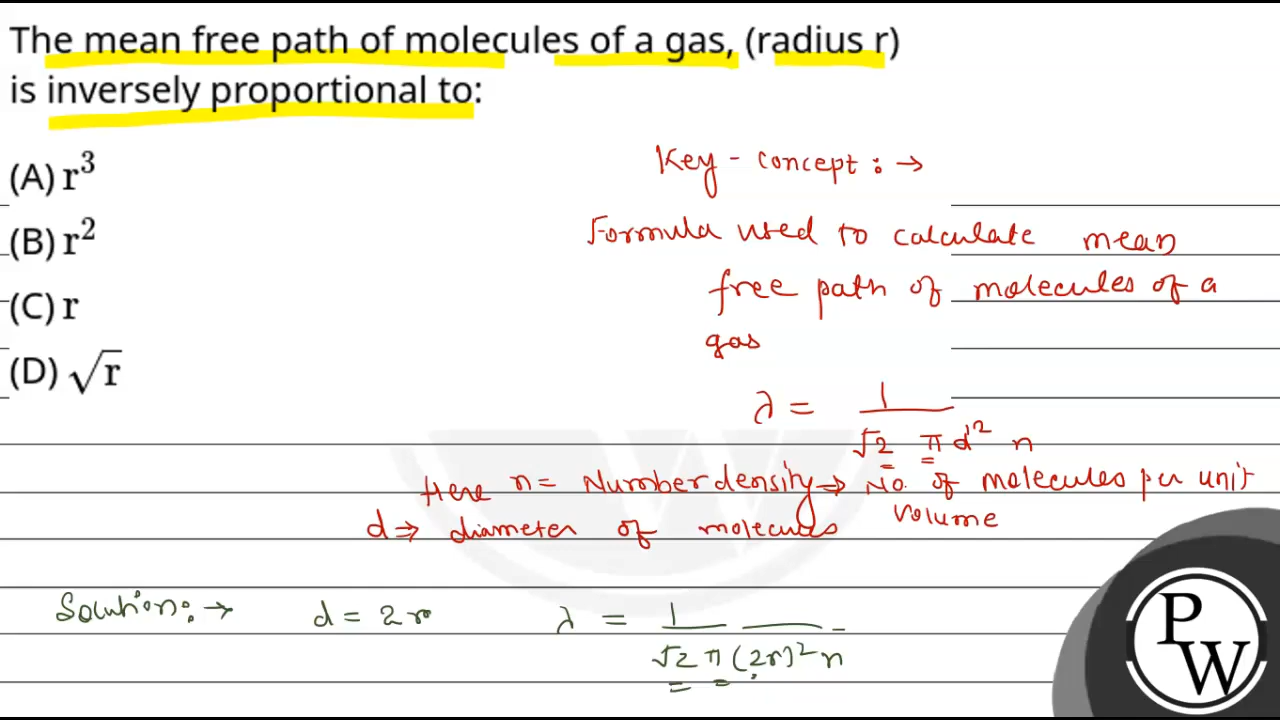 The mean free path of molecules of a gas, (radius r)
is inversely proportional to:
(A) r³
(B) r²
(C) r
(D) √r
Key - concept : →
Formula used to calculate mean
free path of molecules of a
gas
λ = 1 / √2 π d² n
Here n = Number density ⇒ No. of molecules per unit
volume
d ⇒ diameter of molecules
Solution: → d = 2r λ = 1 / √2 π (2r)² n
P
W